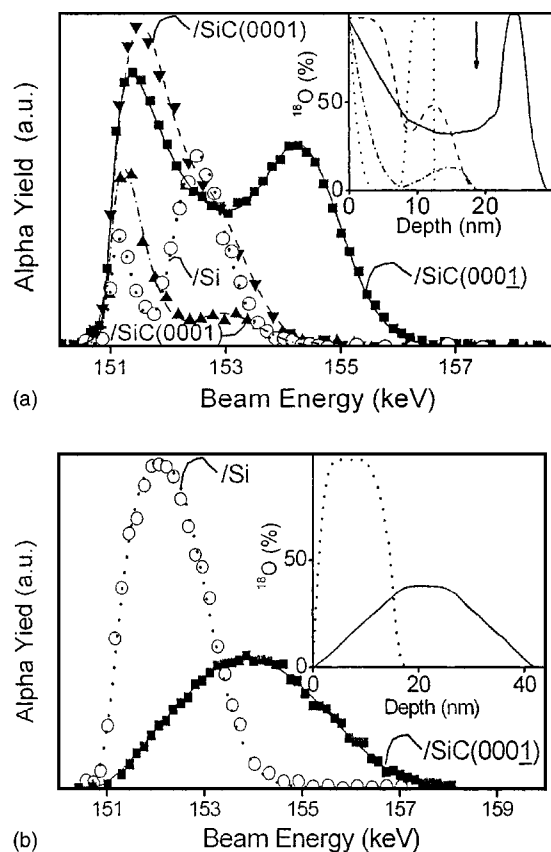 /SiC(0001)
18O (%)
50
0
0 10 20
Depth (nm)
Alpha Yield (a.u.)
/Si
/SiC(0001)
/SiC(0001)
151 153 155 157
(a)
Beam Energy (keV)
/Si
18O (%)
50
0
0 20 40
Depth (nm)
Alpha Yied (a.u.)
/SiC(0001)
151 153 155 157 159
(b)
Beam Energy (keV)